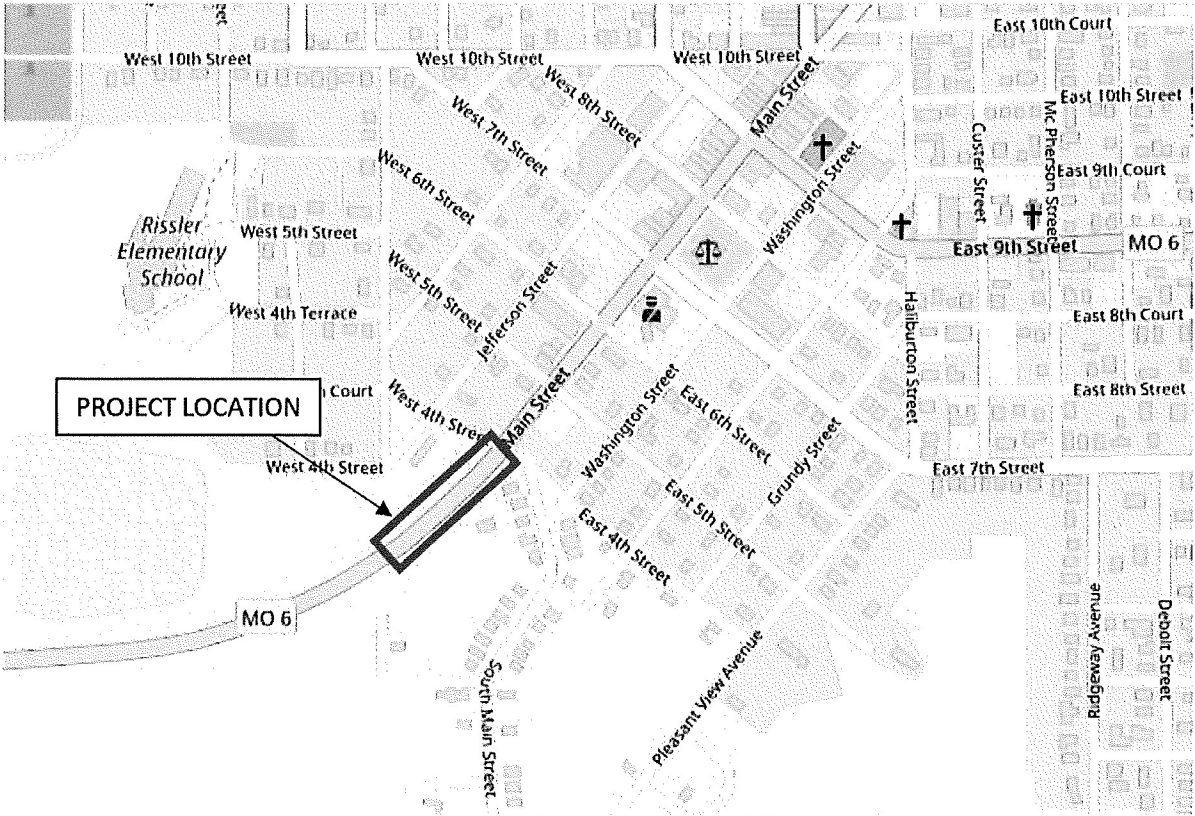 East 10th Court
West 10th Street
West 10th Street
West 10th Street
Main Street
West 8th Street
West 7th Street
East 10th Street
Custer Street
Mc Pherson Street
West 6th Street
Washington Street
East 9th Court
Rissler
Elementary
School
West 5th Street
East 9th Street
MO 6
West 5th Street
Jefferson Street
Haliburton Street
West 4th Terrace
East 8th Court
PROJECT LOCATION
Court
West 4th Street
Main Street
Washington Street
East 6th Street
East 8th Street
Grundy Street
West 4th Street
East 7th Street
East 5th Street
East 4th Street
MO 6
Ridgeway Avenue
Debolt Street
South Main Street
Pleasant View Avenue